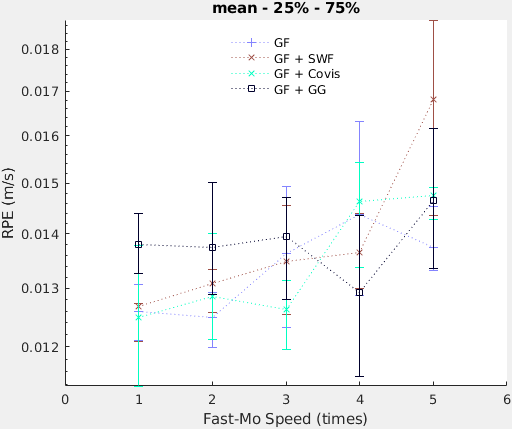 mean - 25% - 75%
GF
GF + SWF
GF + Covis
GF + GG
RPE (m/s)
0.018
0.017
0.016
0.015
0.014
0.013
0.012
0 1 2 3 4 5 6
Fast-Mo Speed (times)